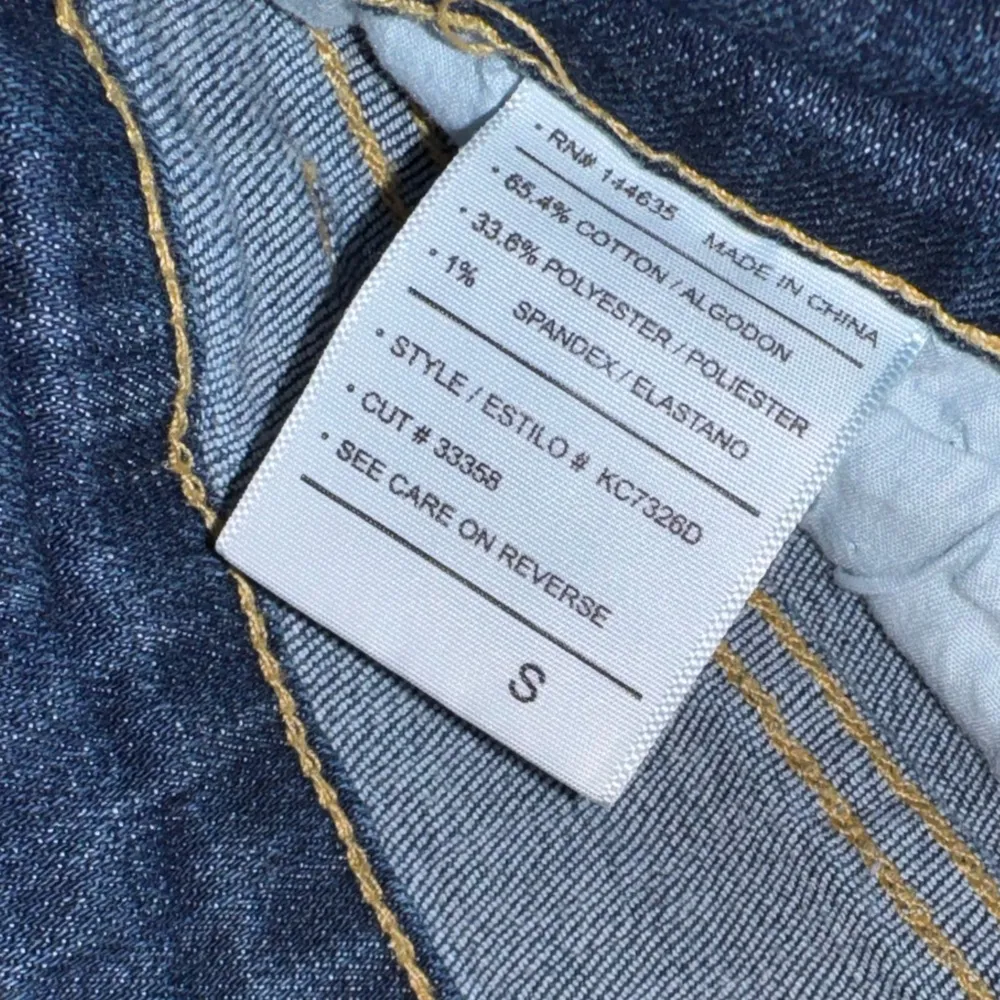 • RN# 144635 MADE IN CHINA
• 65.4% COTTON / ALGODON
• 33.6% POLYESTER / POLIESTER
• 1% SPANDEX / ELASTANO
• STYLE / ESTILO # KC7326D
• CUT # 33358
• SEE CARE ON REVERSE
S